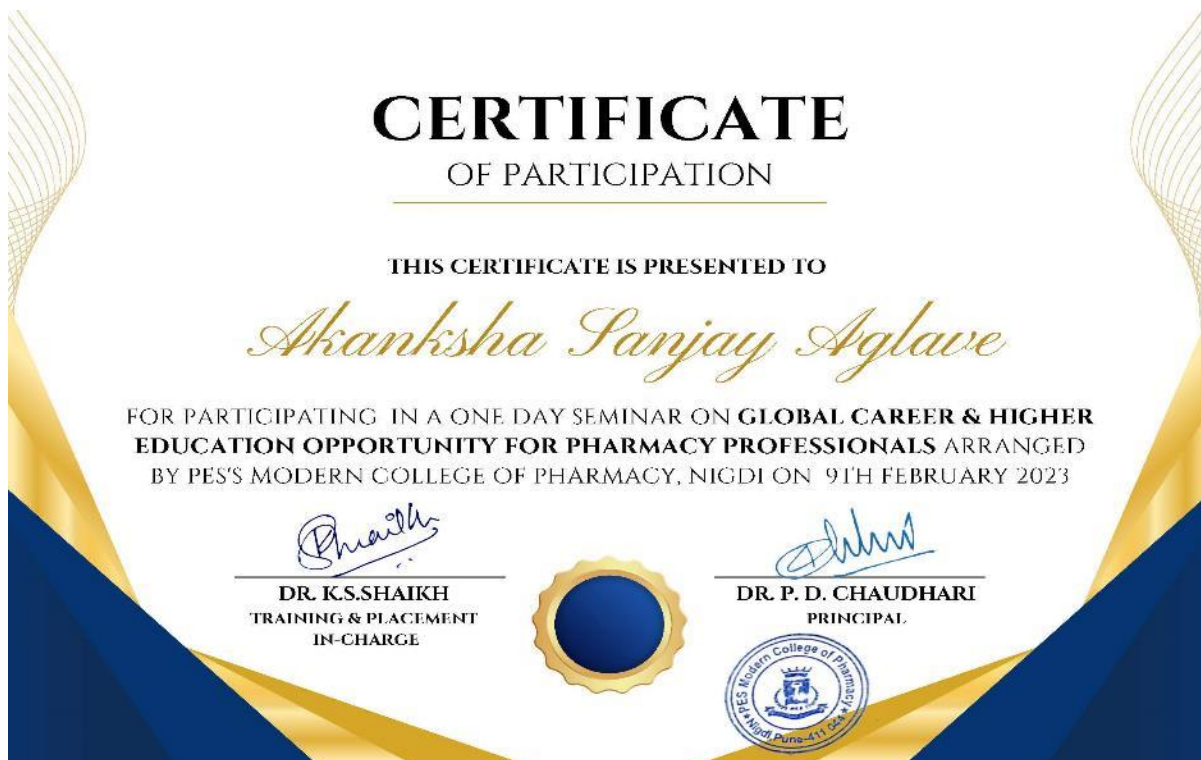 CERTIFICATE
OF PARTICIPATION
THIS CERTIFICATE IS PRESENTED TO
Akanksha Sanjay Aglave
FOR PARTICIPATING IN A ONE DAY SEMINAR ON GLOBAL CAREER & HIGHER
EDUCATION OPPORTUNITY FOR PHARMACY PROFESSIONALS ARRANGED
BY PES'S MODERN COLLEGE OF PHARMACY, NIGDI ON 9TH FEBRUARY 2023
DR. K.S.SHAIKH
TRAINING & PLACEMENT
IN-CHARGE
DR. P. D. CHAUDHARI
PRINCIPAL
PES Modern College of Pharmacy
Nigdi, Pune-411 044